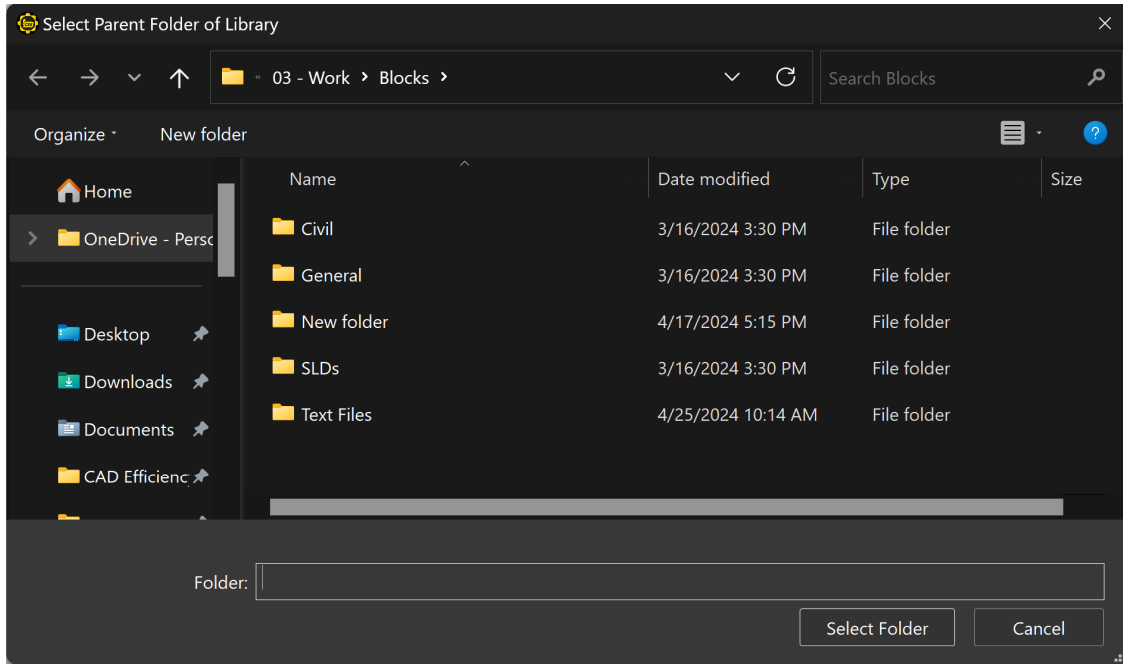 Select Parent Folder of Library
« 03 - Work > Blocks >
Search Blocks
Organize
New folder
?
Home
OneDrive - Persc
Desktop
Downloads
Documents
CAD Efficienc
Name Date modified Type Size
Civil 3/16/2024 3:30 PM File folder
General 3/16/2024 3:30 PM File folder
New folder 4/17/2024 5:15 PM File folder
SLDs 3/16/2024 3:30 PM File folder
Text Files 4/25/2024 10:14 AM File folder
Folder:
Select Folder
Cancel